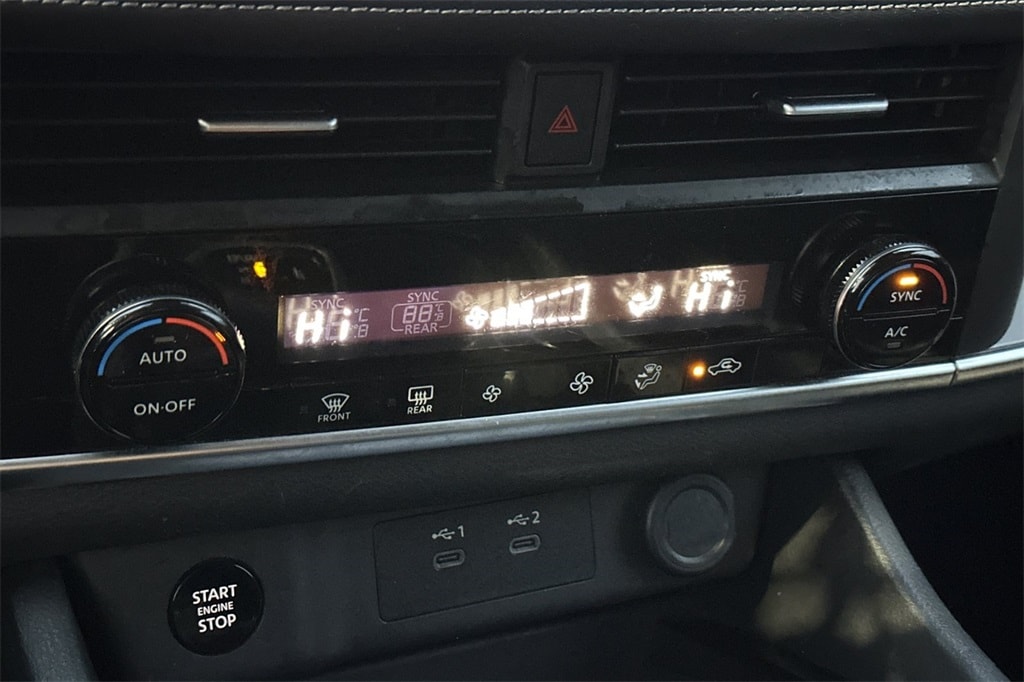 SYNC
SYNC
SYNC
Hi
88
REAR
Hi
AUTO
ON·OFF
SYNC
A/C
FRONT
REAR
1
2
START
ENGINE
STOP